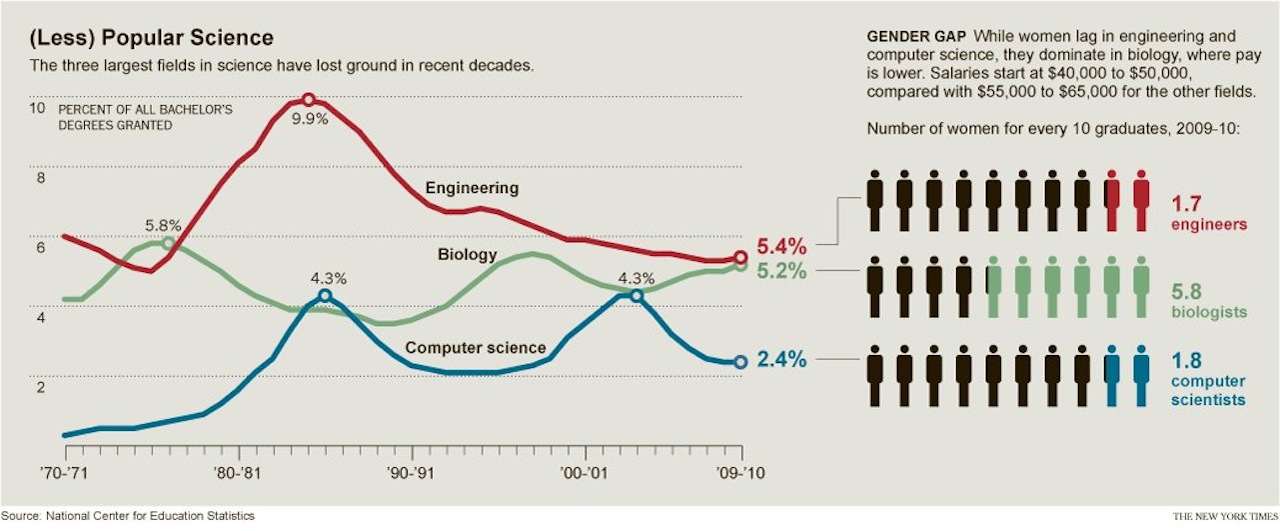 (Less) Popular Science
The three largest fields in science have lost ground in recent decades.
10
PERCENT OF ALL BACHELOR'S
DEGREES GRANTED
8
6
4
2
9.9%
5.8%
4.3%
4.3%
Engineering
Biology
Computer science
5.4%
5.2%
2.4%
'70-'71
'80-'81
'90-'91
'00-'01
'09-'10
GENDER GAP While women lag in engineering and
computer science, they dominate in biology, where pay
is lower. Salaries start at $40,000 to $50,000,
compared with $55,000 to $65,000 for the other fields.
Number of women for every 10 graduates, 2009-10:
1.7
engineers
5.8
biologists
1.8
computer
scientists
Source: National Center for Education Statistics
THE NEW YORK TIMES